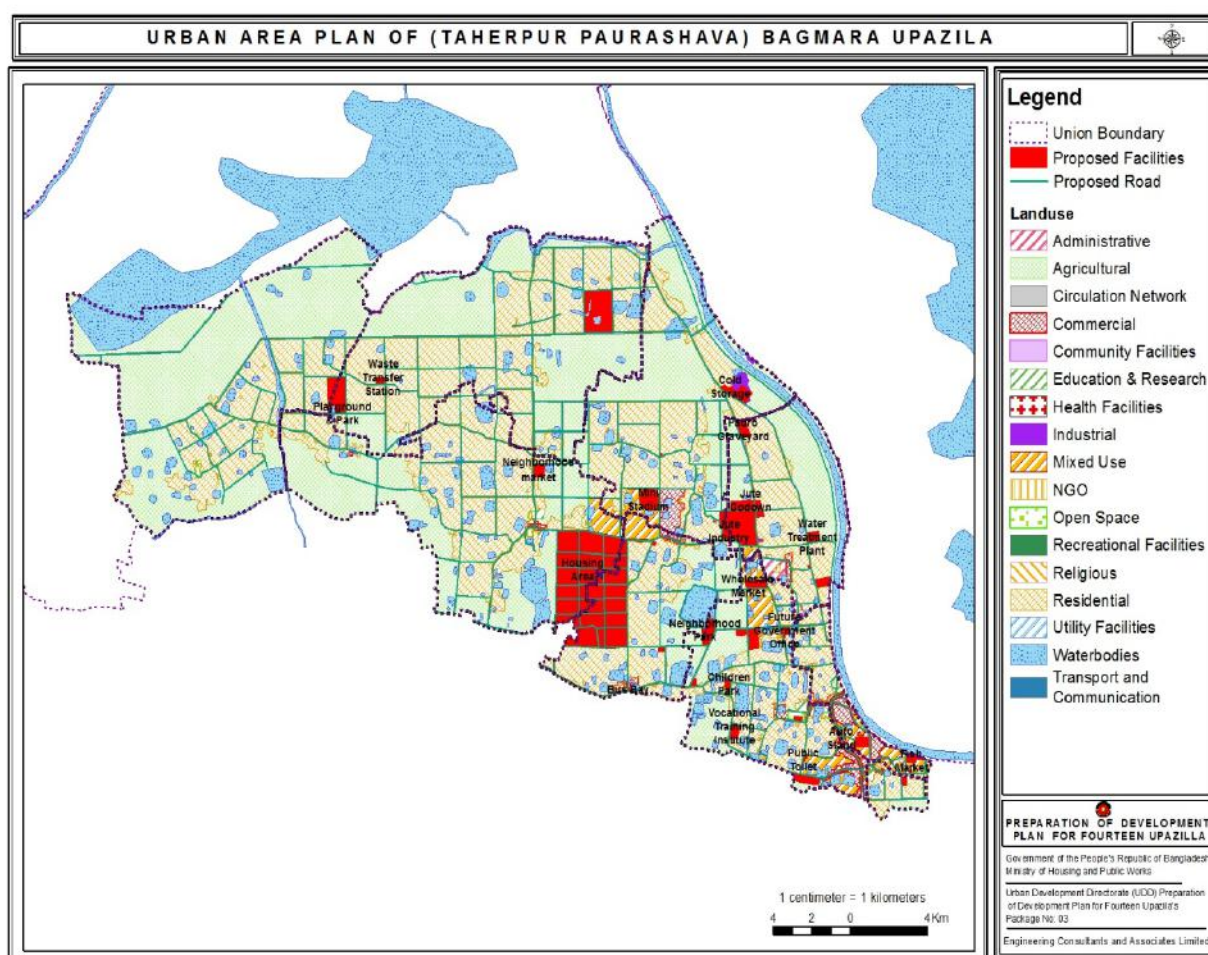 URBAN AREA PLAN OF (TAHERPUR PAURASHAVA) BAGMARA UPAZILA
Waste
Transfer
Station
Playground
& Park
Cold
Storage
Graveyard
Neighborhood
market
Mini
Stadium
Jute
Godown
Jute
Industry
Water
Treatment
Plant
Housing
Area
Wholesale
Market
Neighborhood
Park
Future
Government
Office
Children
Park
Bus Bay
Vocational
Training
Institute
Auto
Stand
Public
Toilet
Fish
Market
1 centimeter = 1 kilometers
4 2 0 4 Km
Legend
Union Boundary
Proposed Facilities
Proposed Road
Landuse
Administrative
Agricultural
Circulation Network
Commercial
Community Facilities
Education & Research
Health Facilities
Industrial
Mixed Use
NGO
Open Space
Recreational Facilities
Religious
Residential
Utility Facilities
Waterbodies
Transport and
Communication
PREPARATION OF DEVELOPMENT
PLAN FOR FOURTEEN UPAZILLA
Government of the People's Republic of Bangladesh
Ministry of Housing and Public Works
Urban Development Directorate (UDD) Preparation
of Development Plan for Fourteen Upazila's
Package No: 03
Engineering Consultants and Associates Limited